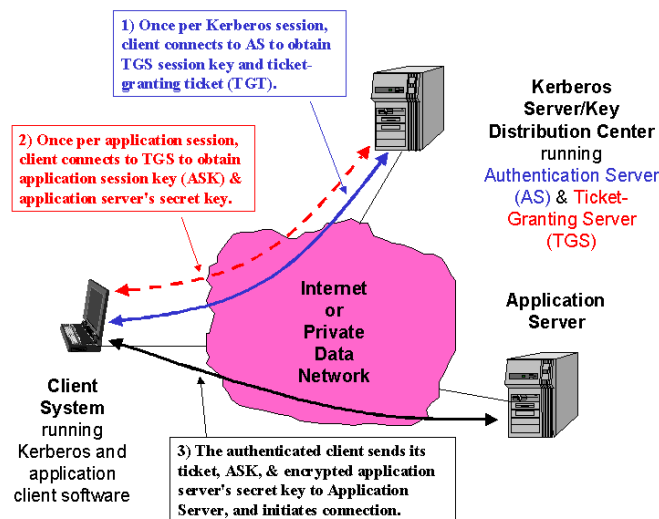 1) Once per Kerberos session,
client connects to AS to obtain
TGS session key and ticket-
granting ticket (TGT).
Kerberos
Server/Key
Distribution Center
running
Authentication Server
(AS) & Ticket-
Granting Server
(TGS)
2) Once per application session,
client connects to TGS to obtain
application session key (ASK) &
application server's secret key.
Internet
or
Private
Data
Network
Application
Server
Client
System
running
Kerberos and
application
client software
3) The authenticated client sends its
ticket, ASK, & encrypted application
server's secret key to Application
Server, and initiates connection.